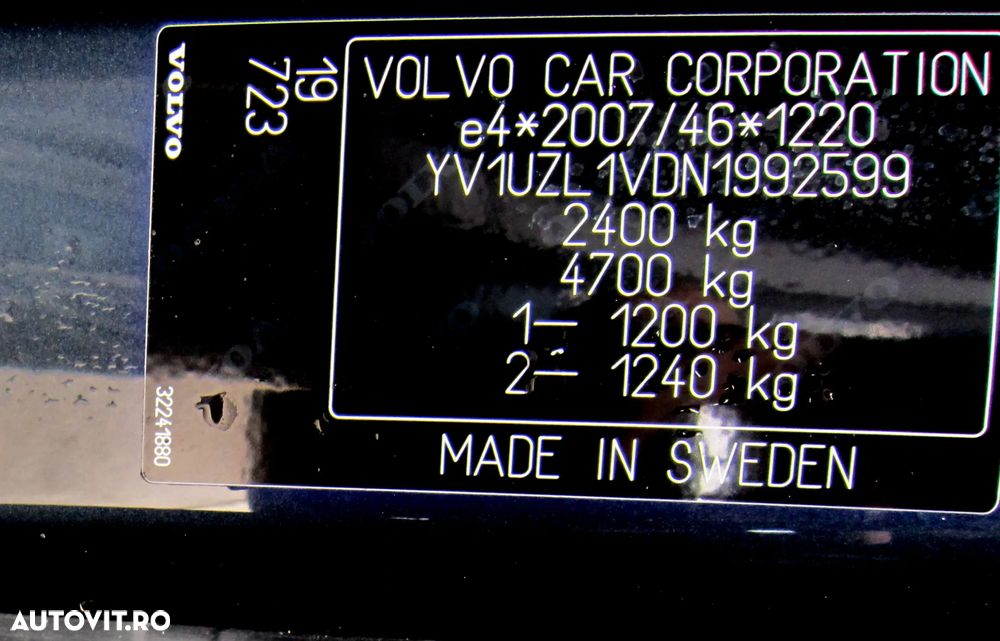 VOLVO
19
723
32241880
VOLVO CAR CORPORATION
e4*2007/46*1220
YV1UZL1VDN1992599
2400 kg
4700 kg
1– 1200 kg
2– 1240 kg
MADE IN SWEDEN
AUTOVIT.RO